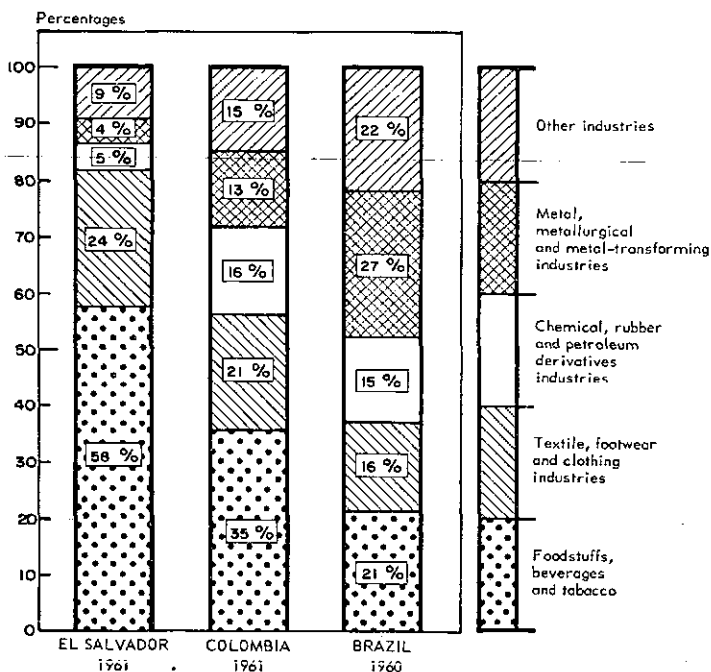 Percentages
100
90
80
70
60
50
40
30
20
10
0
9 %
4 %
5 %
24 %
58 %
15 %
13 %
16 %
21 %
35 %
22 %
27 %
15 %
16 %
21 %
EL SALVADOR
1961
COLOMBIA
1961
BRAZIL
1960
Other industries
Metal,
metallurgical
and metal-transforming
industries
Chemical, rubber
and petroleum
derivatives
industries
Textile, footwear
and clothing
industries
Foodstuffs,
beverages
and tabacco